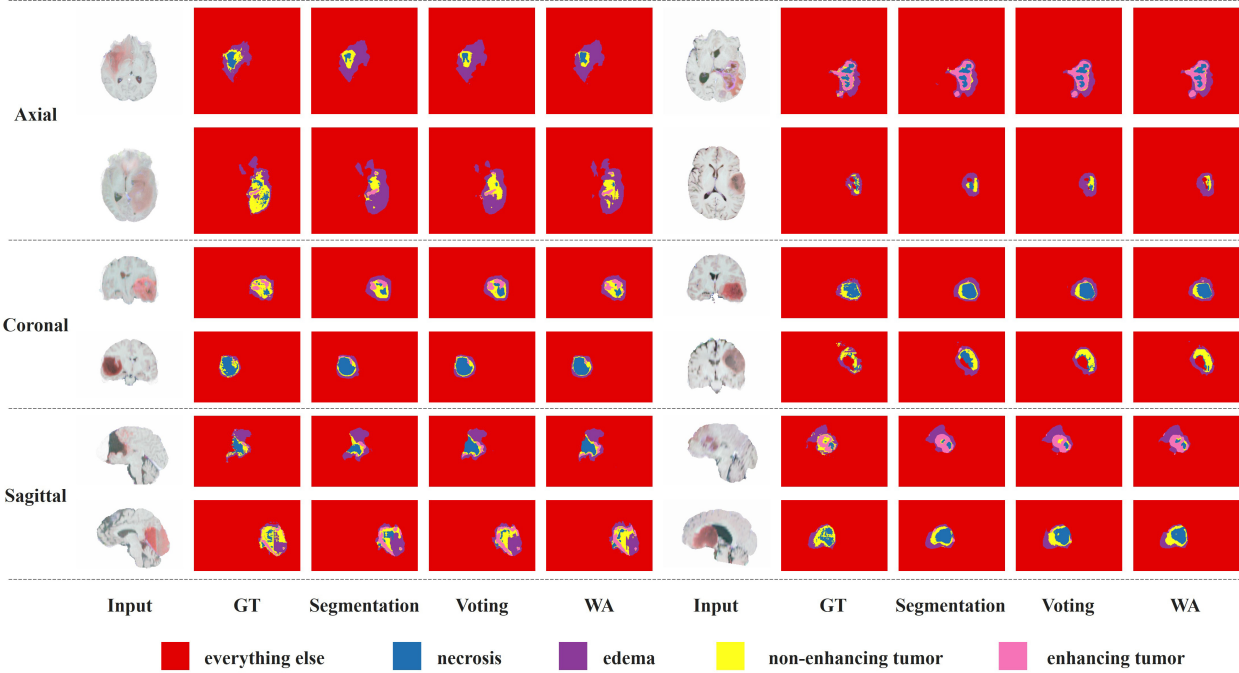 Axial
Coronal
Sagittal
Input GT Segmentation Voting WA Input GT Segmentation Voting WA
everything else necrosis edema non-enhancing tumor enhancing tumor